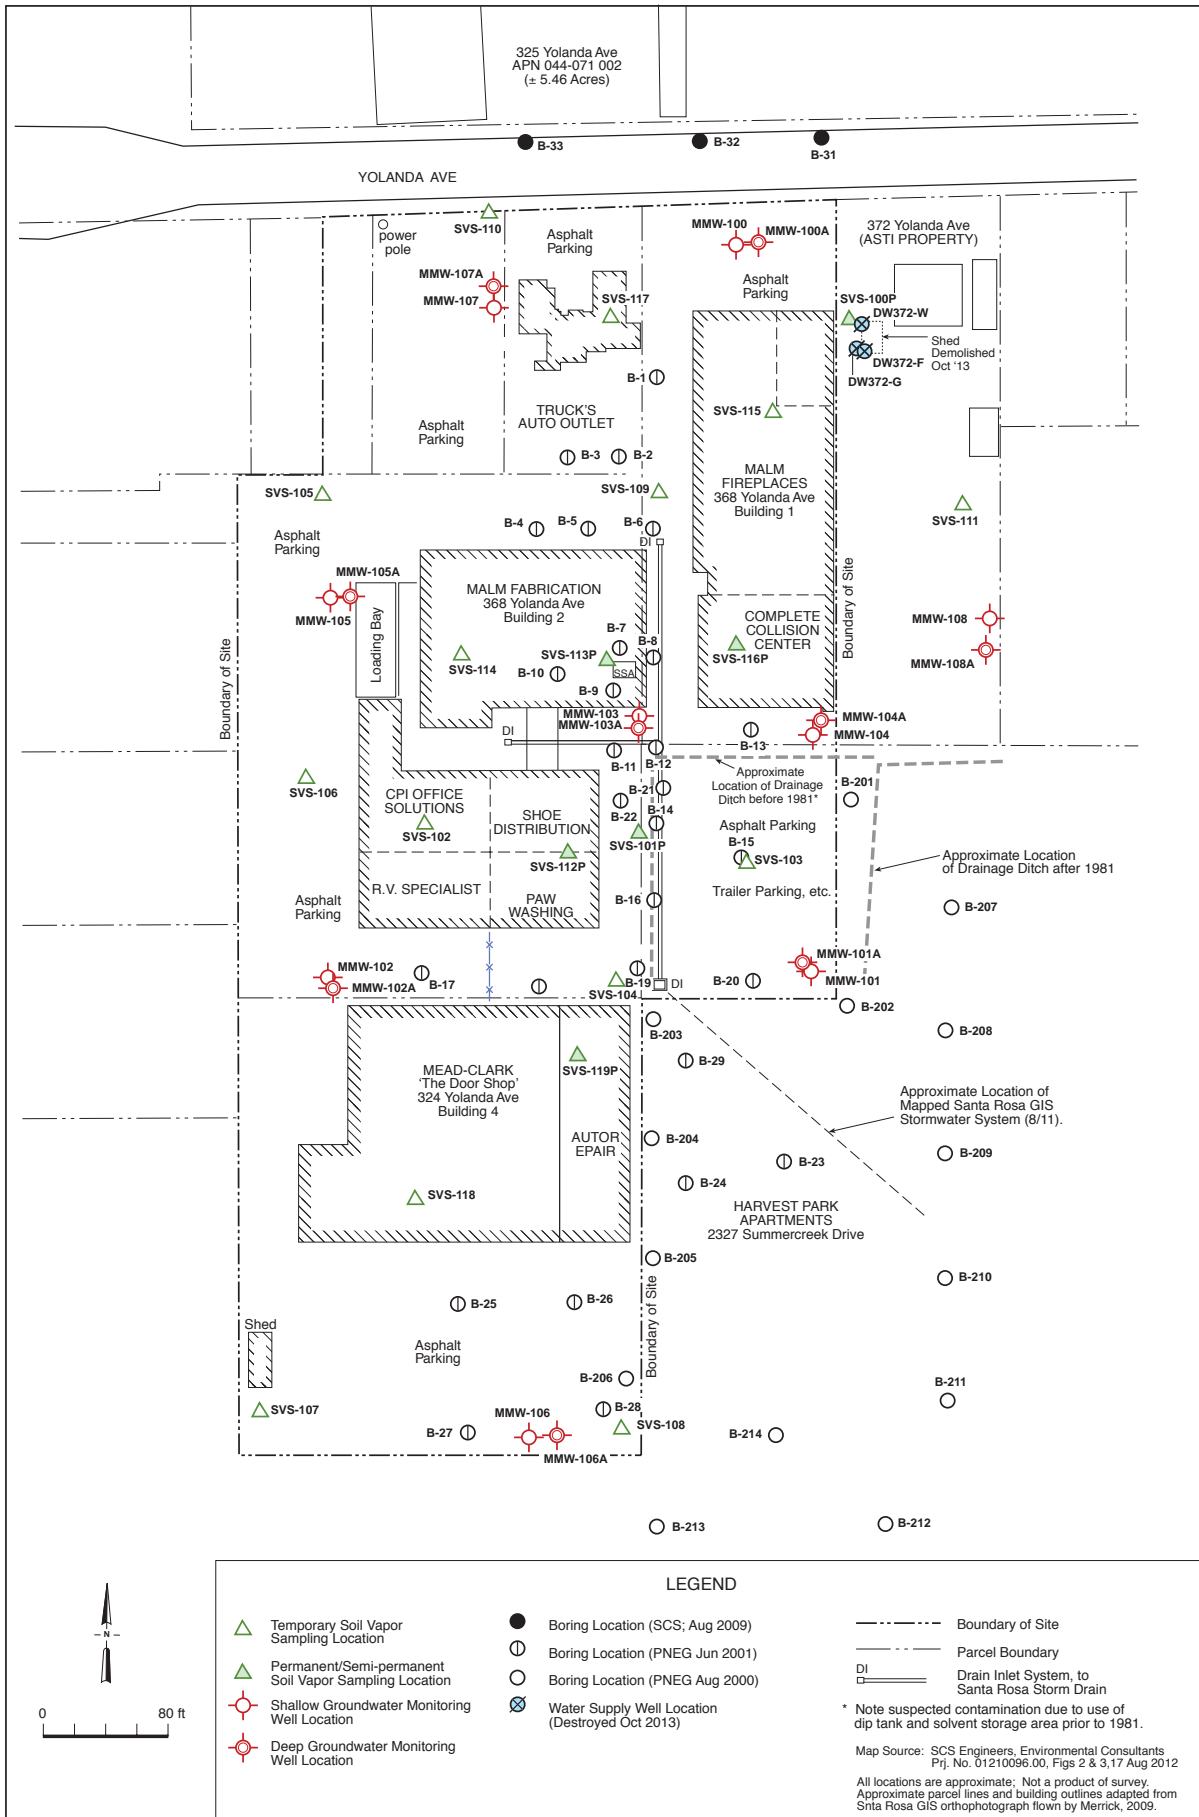 325 Yolanda Ave
APN 044-071 002
(± 5.46 Acres)
B-33
B-32
B-31
YOLANDA AVE
SVS-110
power
pole
Asphalt
Parking
MMW-100
MMW-100A
372 Yolanda Ave
(ASTI PROPERTY)
MMW-107A
MMW-107
SVS-117
Asphalt
Parking
SVS-100P
DW372-W
Shed
Demolished
Oct ‘13
DW372-F
DW372-G
B-1
TRUCK'S
AUTO OUTLET
Asphalt
Parking
SVS-115
B-3
B-2
MALM
FIREPLACES
368 Yolanda Ave
Building 1
SVS-105
SVS-109
SVS-111
B-4
B-5
B-6
DI
Asphalt
Parking
Boundary of Site
MMW-105A
MMW-105
Loading Bay
MALM FABRICATION
368 Yolanda Ave
Building 2
COMPLETE
COLLISION
CENTER
MMW-108
MMW-108A
B-7
B-8
SVS-113P
SVS-114
SSA
SVS-116P
B-10
B-9
Boundary of Site
MMW-103
MMW-103A
MMW-104A
MMW-104
DI
B-13
B-11
B-12
Approximate
Location of Drainage
Ditch before 1981*
SVS-106
CPI OFFICE
SOLUTIONS
SVS-102
SHOE
DISTRIBUTION
B-21
B-22
B-14
B-201
SVS-101P
Asphalt Parking
B-15
SVS-103
SVS-112P
Approximate Location
of Drainage Ditch after 1981
R.V. SPECIALIST
PAW
WASHING
Trailer Parking, etc.
Asphalt
Parking
B-16
B-207
MMW-102
MMW-102A
B-17
B-19
SVS-104
DI
B-20
MMW-101A
MMW-101
B-202
B-203
B-208
SVS-119P
B-29
MEAD-CLARK
'The Door Shop'
324 Yolanda Ave
Building 4
Approximate Location of
Mapped Santa Rosa GIS
Stormwater System (8/11).
AUTOR
EPAIR
B-204
B-209
B-23
B-24
SVS-118
HARVEST PARK
APARTMENTS
2327 Summercreek Drive
B-205
B-210
Boundary of Site
B-25
B-26
Shed
Asphalt
Parking
B-206
B-211
SVS-107
B-28
MMW-106
SVS-108
B-27
B-214
MMW-106A
B-213
B-212
LEGEND
N
0 80 ft
Temporary Soil Vapor
Sampling Location
Permanent/Semi-permanent
Soil Vapor Sampling Location
Shallow Groundwater Monitoring
Well Location
Deep Groundwater Monitoring
Well Location
Boring Location (SCS; Aug 2009)
Boring Location (PNEG Jun 2001)
Boring Location (PNEG Aug 2000)
Water Supply Well Location
(Destroyed Oct 2013)
Boundary of Site
Parcel Boundary
DI
Drain Inlet System, to
Santa Rosa Storm Drain
* Note suspected contamination due to use of
dip tank and solvent storage area prior to 1981.
Map Source: SCS Engineers, Environmental Consultants
Prj. No. 01210096.00, Figs 2 & 3,17 Aug 2012
All locations are approximate; Not a product of survey.
Approximate parcel lines and building outlines adapted from
Snta Rosa GIS orthophotograph flown by Merrick, 2009.